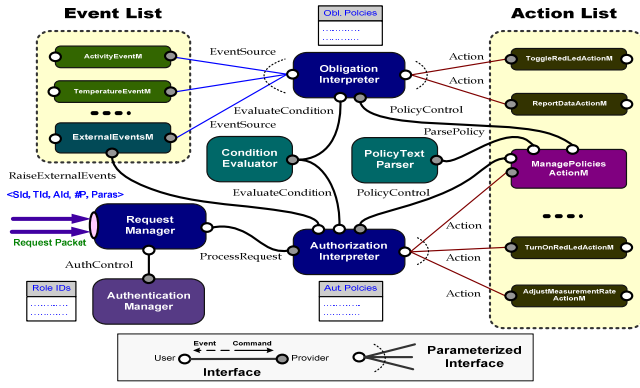 Event List
Obl. Polcies
Action List
ActivityEventM
EventSource
Obligation
Interpreter
Action
ToggleRedLedActionM
TemperatureEventM
Action
ReportDataActionM
EvaluateCondition
PolicyControl
ExternalEventsM
EventSource
ParsePolicy
Condition
Evaluator
PolicyText
Parser
ManagePolicies
ActionM
RaiseExternalEvents
EvaluateCondition
PolicyControl
<SId, TId, AId, #P, Paras>
Request
Manager
Request Packet
Authorization
Interpreter
Action
TurnOnRedLedActionM
AuthControl
ProcessRequest
Action
Role IDs
Authentication
Manager
Aut. Polcies
Action
AdjustMeasurementRate
ActionM
Event
Command
User
Provider
Interface
Parameterized
Interface